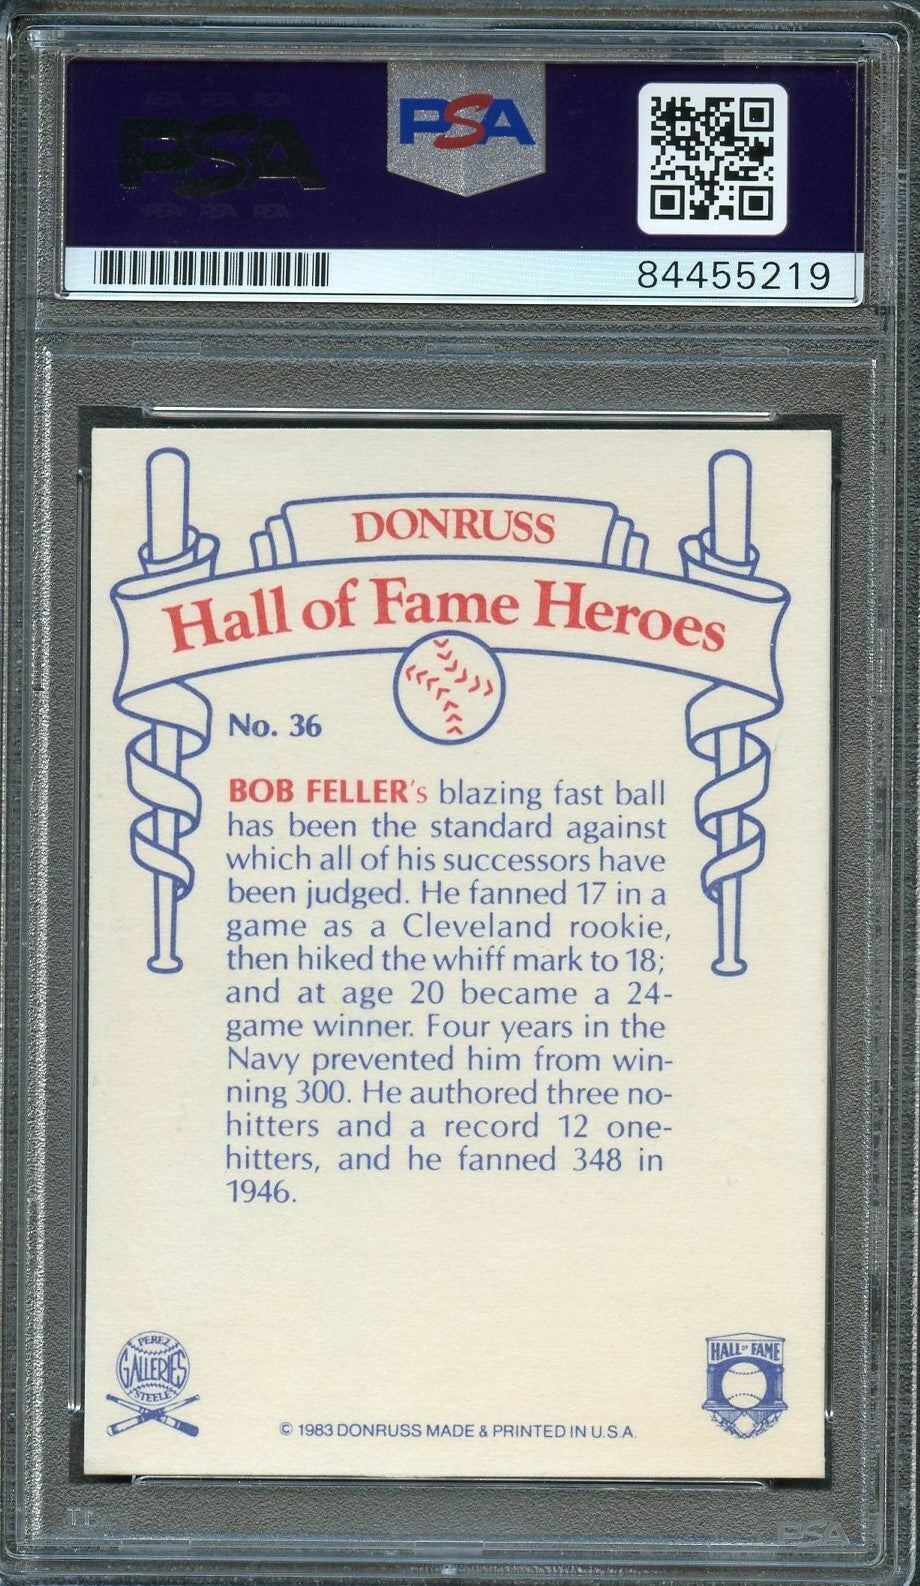 PSA
PSA
84455219
DONRUSS
Hall of Fame Heroes
No. 36
BOB FELLER's blazing fast ball
has been the standard against
which all of his successors have
been judged. He fanned 17 in a
game as a Cleveland rookie,
then hiked the whiff mark to 18;
and at age 20 became a 24-
game winner. Four years in the
Navy prevented him from win-
ning 300. He authored three no-
hitters and a record 12 one-
hitters, and he fanned 348 in
1946.
PEREZ
GALLERIES
STEELE
HALL OF FAME
© 1983 DONRUSS MADE & PRINTED IN U.S.A.
PSA